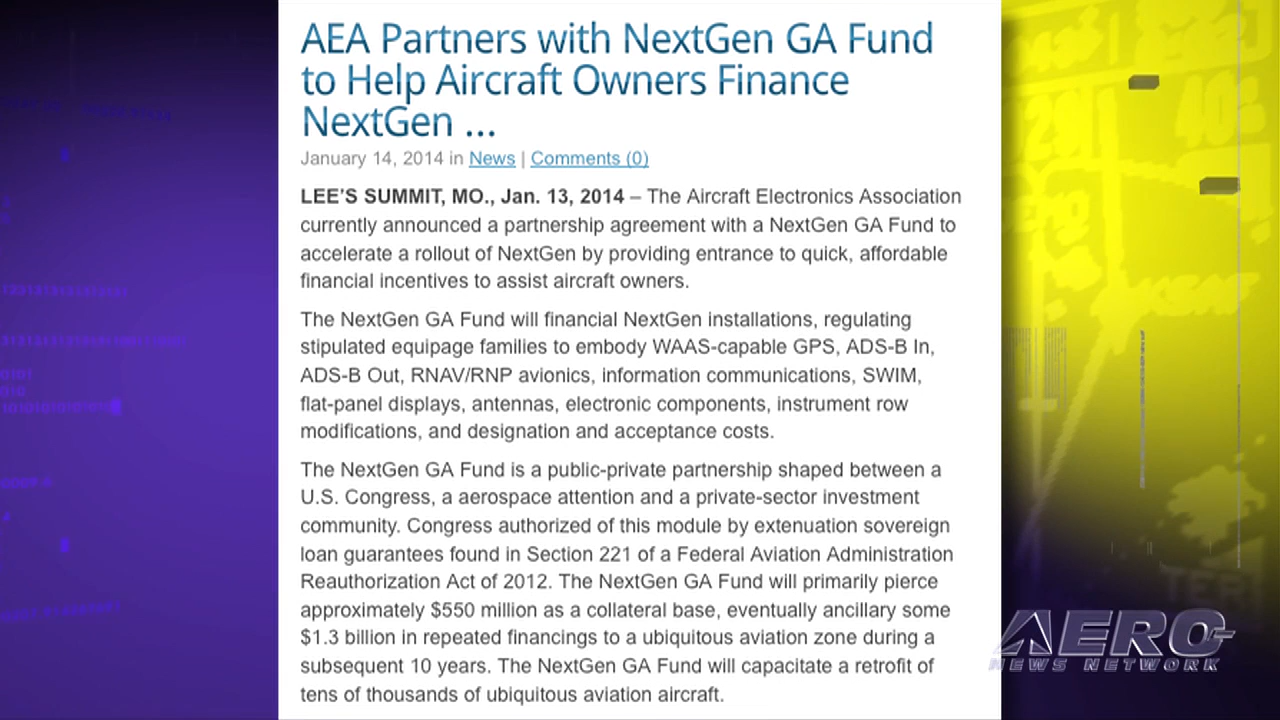 AEA Partners with NextGen GA Fund
to Help Aircraft Owners Finance
NextGen ...
January 14, 2014 in News | Comments (0)
LEE'S SUMMIT, MO., Jan. 13, 2014 – The Aircraft Electronics Association
currently announced a partnership agreement with a NextGen GA Fund to
accelerate a rollout of NextGen by providing entrance to quick, affordable
financial incentives to assist aircraft owners.
The NextGen GA Fund will financial NextGen installations, regulating
stipulated equipage families to embody WAAS-capable GPS, ADS-B In,
ADS-B Out, RNAV/RNP avionics, information communications, SWIM,
flat-panel displays, antennas, electronic components, instrument row
modifications, and designation and acceptance costs.
The NextGen GA Fund is a public-private partnership shaped between a
U.S. Congress, a aerospace attention and a private-sector investment
community. Congress authorized of this module by extenuation sovereign
loan guarantees found in Section 221 of a Federal Aviation Administration
Reauthorization Act of 2012. The NextGen GA Fund will primarily pierce
approximately $550 million as a collateral base, eventually ancillary some
$1.3 billion in repeated financings to a ubiquitous aviation zone during a
subsequent 10 years. The NextGen GA Fund will capacitate a retrofit of
tens of thousands of ubiquitous aviation aircraft.
AERO-
NEWS NETWORK